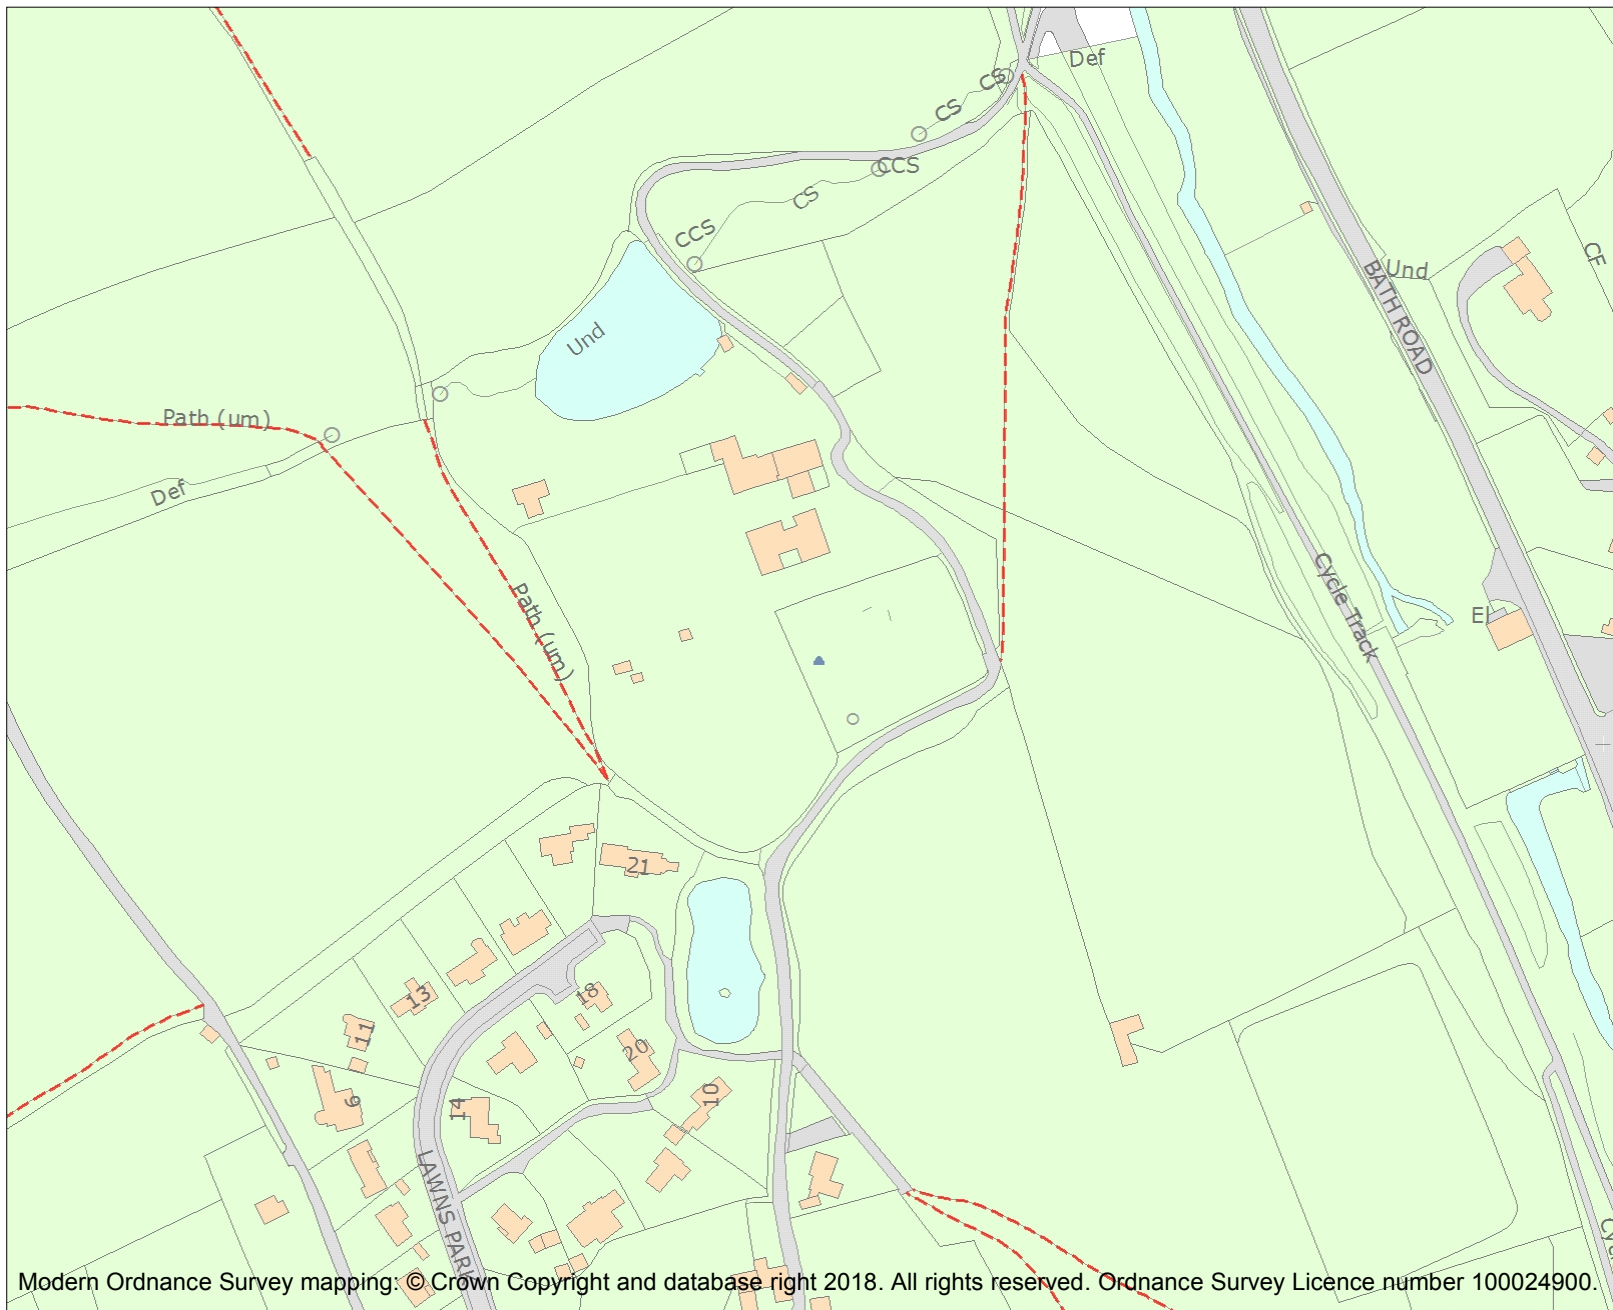 Def
CS
CS
CCS
CS
CCS
Und
CF
BATH ROAD
Und
Path (um)
Def
Cycle Track
Path (um)
El
21
18
13
11
20
10
9
14
LAWNS PARK
Modern Ordnance Survey mapping: © Crown Copyright and database right 2018. All rights reserved. Ordnance Survey Licence number 100024900.